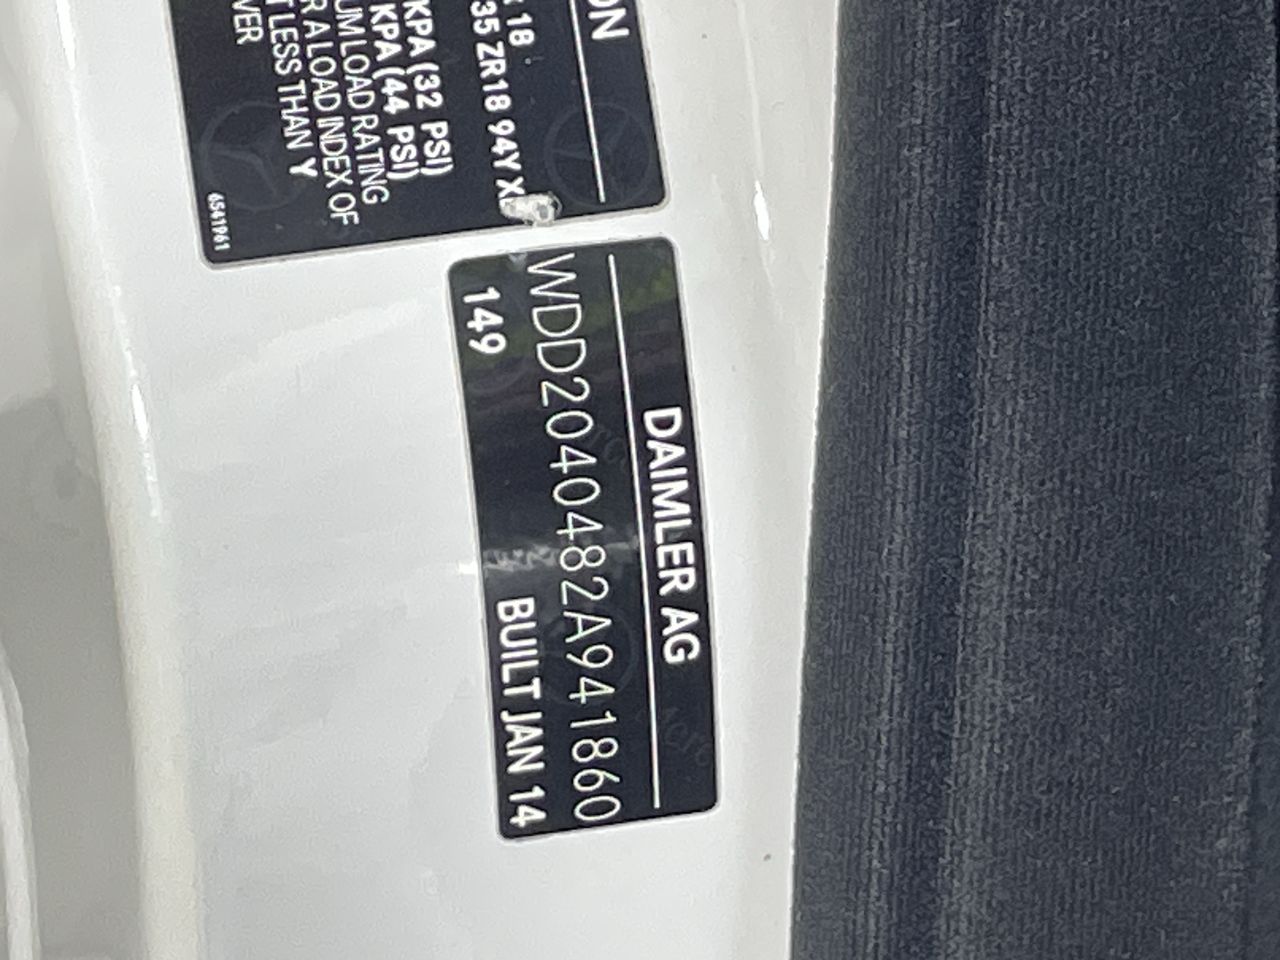 ON
x 18
35 ZR18 94Y XL
KPA (32 PSI)
KPA (44 PSI)
UM LOAD RATING
R A LOAD INDEX OF
T LESS THAN Y
VER
6541961
DAIMLER AG
WDD2040482A941860
149 BUILT JAN 14